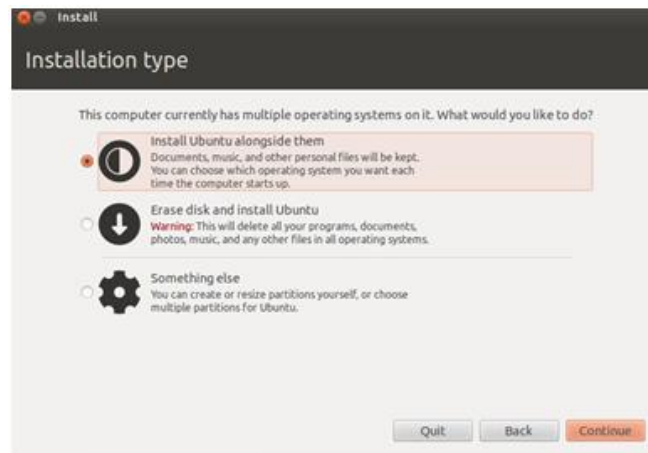 Install
Installation type
This computer currently has multiple operating systems on it. What would you like to do?
Install Ubuntu alongside them
Documents, music, and other personal files will be kept.
You can choose which operating system you want each
time the computer starts up.
Erase disk and install Ubuntu
Warning: This will delete all your programs, documents,
photos, music, and any other files in all operating systems.
Something else
You can create or resize partitions yourself, or choose
multiple partitions for Ubuntu.
Quit Back Continue